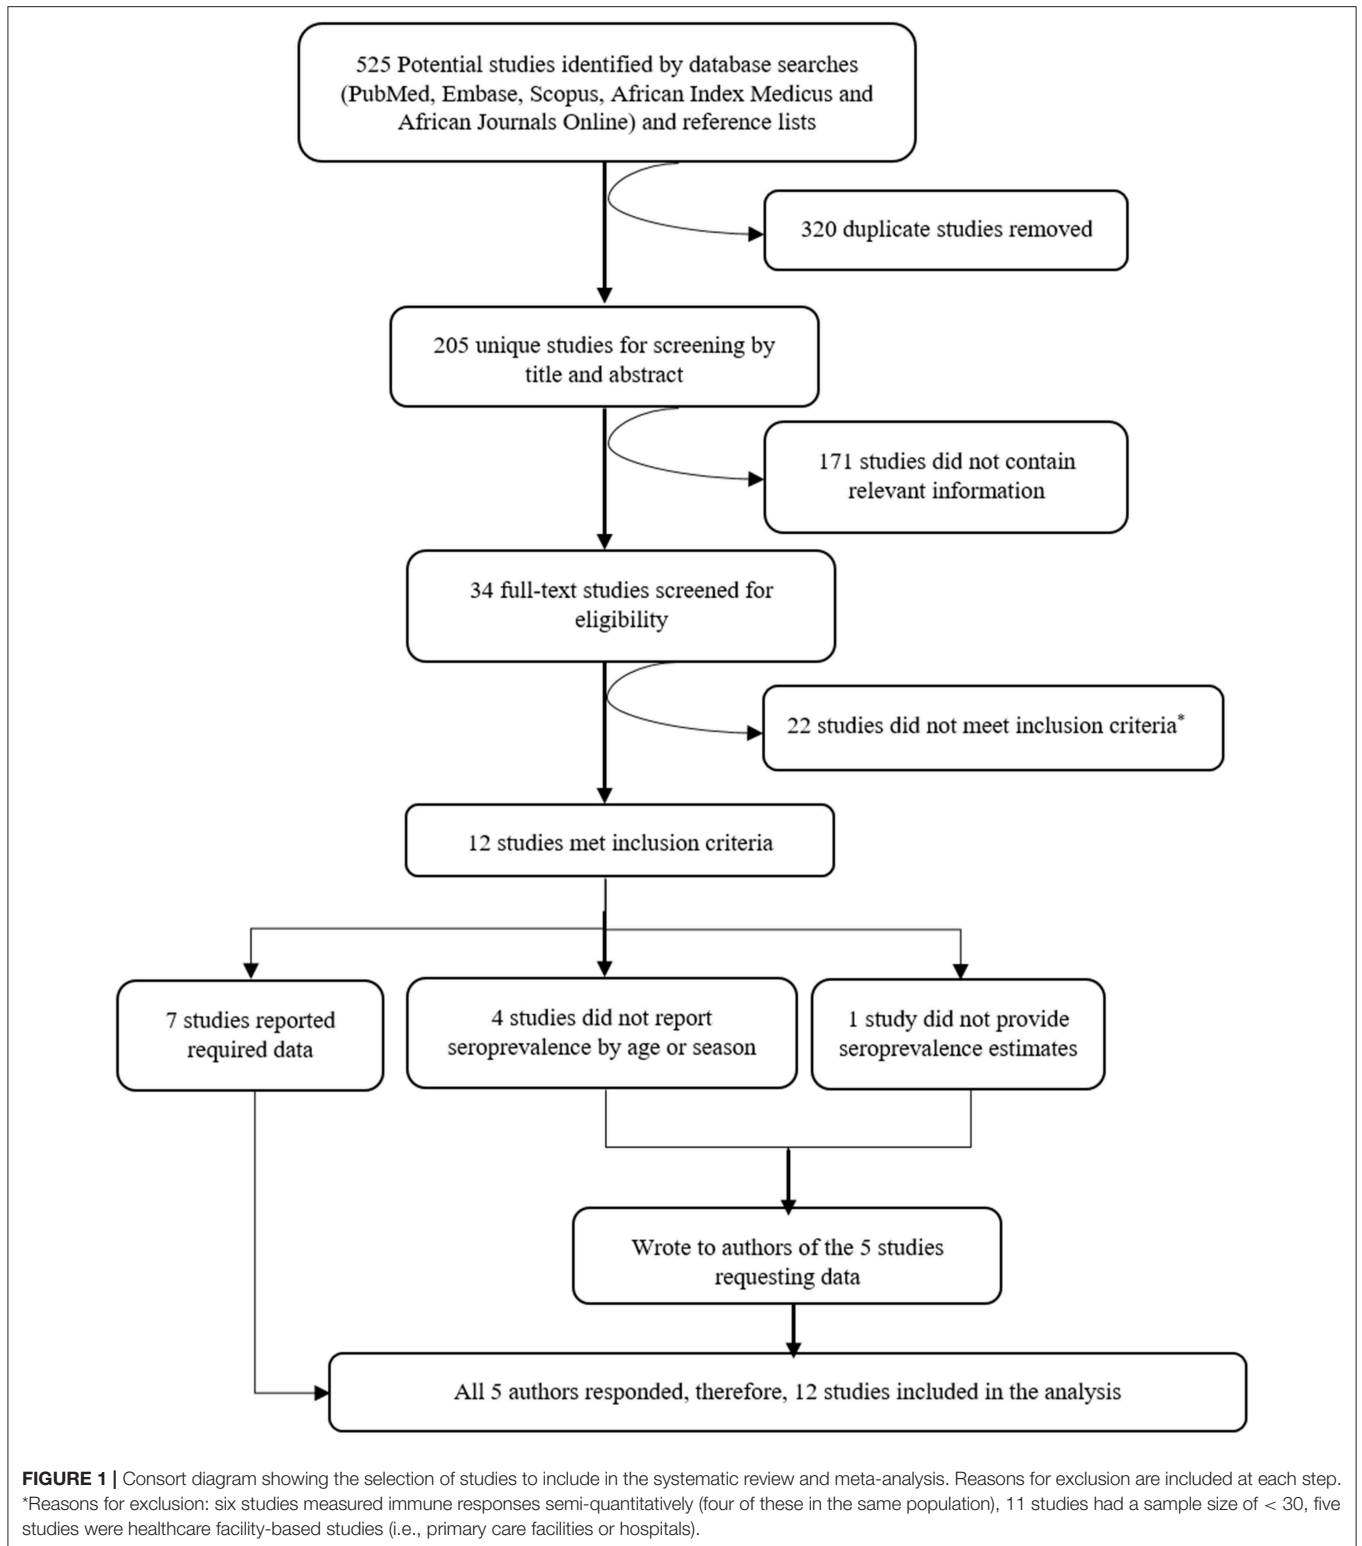 525 Potential studies identified by database searches
(PubMed, Embase, Scopus, African Index Medicus and
African Journals Online) and reference lists
320 duplicate studies removed
205 unique studies for screening by
title and abstract
171 studies did not contain
relevant information
34 full-text studies screened for
eligibility
22 studies did not meet inclusion criteria*
12 studies met inclusion criteria
7 studies reported
required data
4 studies did not report
seroprevalence by age or season
1 study did not provide
seroprevalence estimates
Wrote to authors of the 5 studies
requesting data
All 5 authors responded, therefore, 12 studies included in the analysis
FIGURE 1 | Consort diagram showing the selection of studies to include in the systematic review and meta-analysis. Reasons for exclusion are included at each step.
*Reasons for exclusion: six studies measured immune responses semi-quantitatively (four of these in the same population), 11 studies had a sample size of < 30, five
studies were healthcare facility-based studies (i.e., primary care facilities or hospitals).